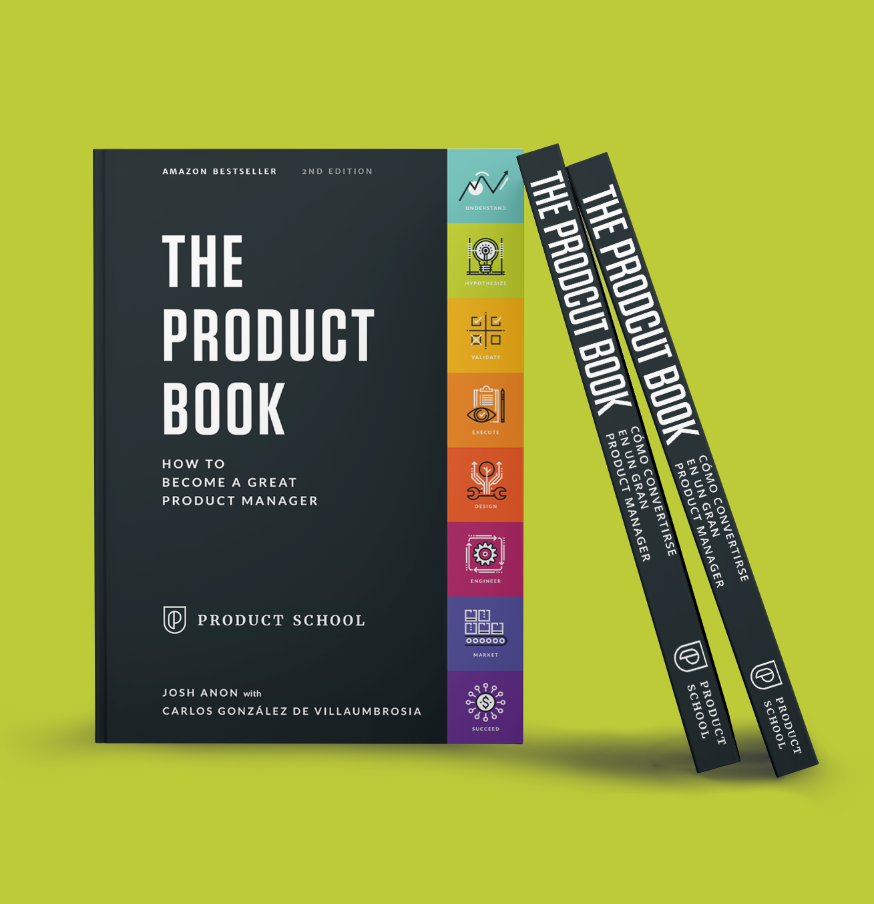 AMAZON BESTSELLER 2ND EDITION
THE
PRODUCT
BOOK
HOW TO
BECOME A GREAT
PRODUCT MANAGER
PRODUCT SCHOOL
JOSH ANON with
CARLOS GONZÁLEZ DE VILLAUMBROSIA
UNDERSTAND
HYPOTHESIZE
VALIDATE
EXECUTE
DESIGN
ENGINEER
MARKET
SUCCEED
THE PRODCUT BOOK
CÓMO CONVERTIRSE
EN UN GRAN
PRODUCT MANAGER
PRODUCT
SCHOOL
THE PRODCUT BOOK
CÓMO CONVERTIRSE
EN UN GRAN
PRODUCT MANAGER
PRODUCT
SCHOOL